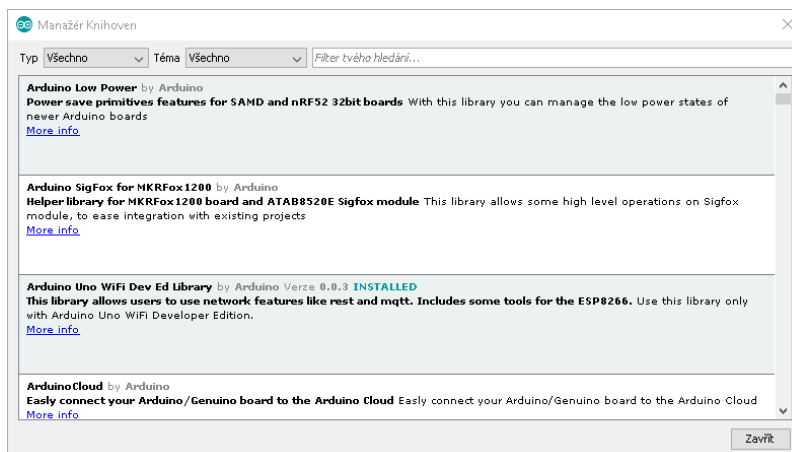 Manažér Knihoven
Typ Všechno Téma Všechno Filter tvého hledání...
Arduino Low Power by Arduino
Power save primitives features for SAMD and nRF52 32bit boards With this library you can manage the low power states of
newer Arduino boards
More info
Arduino SigFox for MKRFox1200 by Arduino
Helper library for MKRFox1200 board and ATAB8520E Sigfox module This library allows some high level operations on Sigfox
module, to ease integration with existing projects
More info
Arduino Uno WiFi Dev Ed Library by Arduino Verze 0.0.3 INSTALLED
This library allows users to use network features like rest and mqtt. Includes some tools for the ESP8266. Use this library only
with Arduino Uno WiFi Developer Edition.
More info
ArduinoCloud by Arduino
Easly connect your Arduino/Genuino board to the Arduino Cloud Easly connect your Arduino/Genuino board to the Arduino Cloud
More info
Zavřít